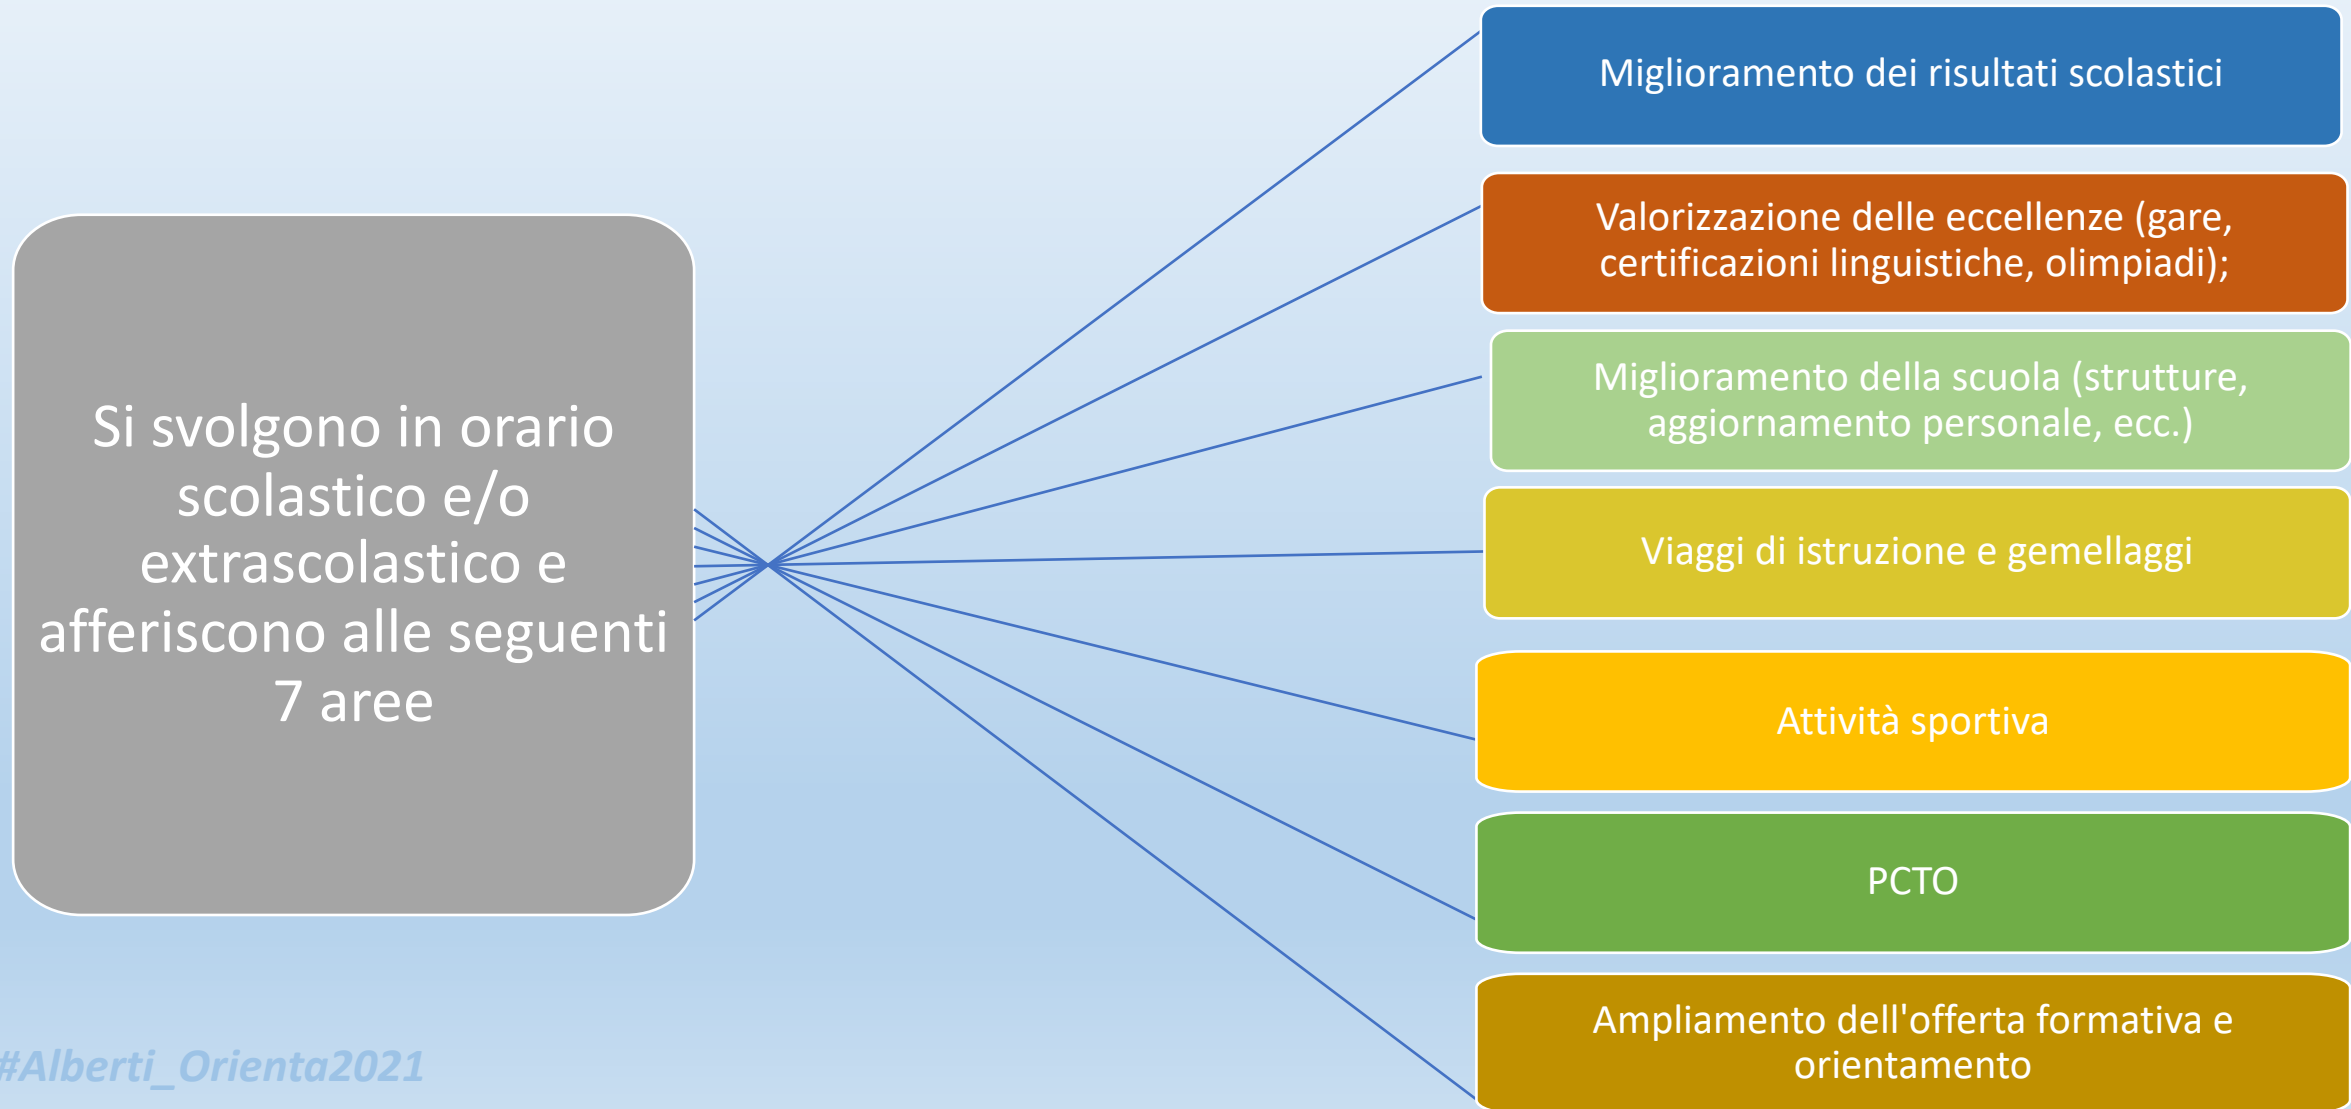 Si svolgono in orario
scolastico e/o
extrascolastico e
afferiscono alle seguenti
7 aree
Miglioramento dei risultati scolastici
Valorizzazione delle eccellenze (gare,
certificazioni linguistiche, olimpiadi);
Miglioramento della scuola (strutture,
aggiornamento personale, ecc.)
Viaggi di istruzione e gemellaggi
Attività sportiva
PCTO
Ampliamento dell'offerta formativa e
orientamento
#Alberti_Orienta2021